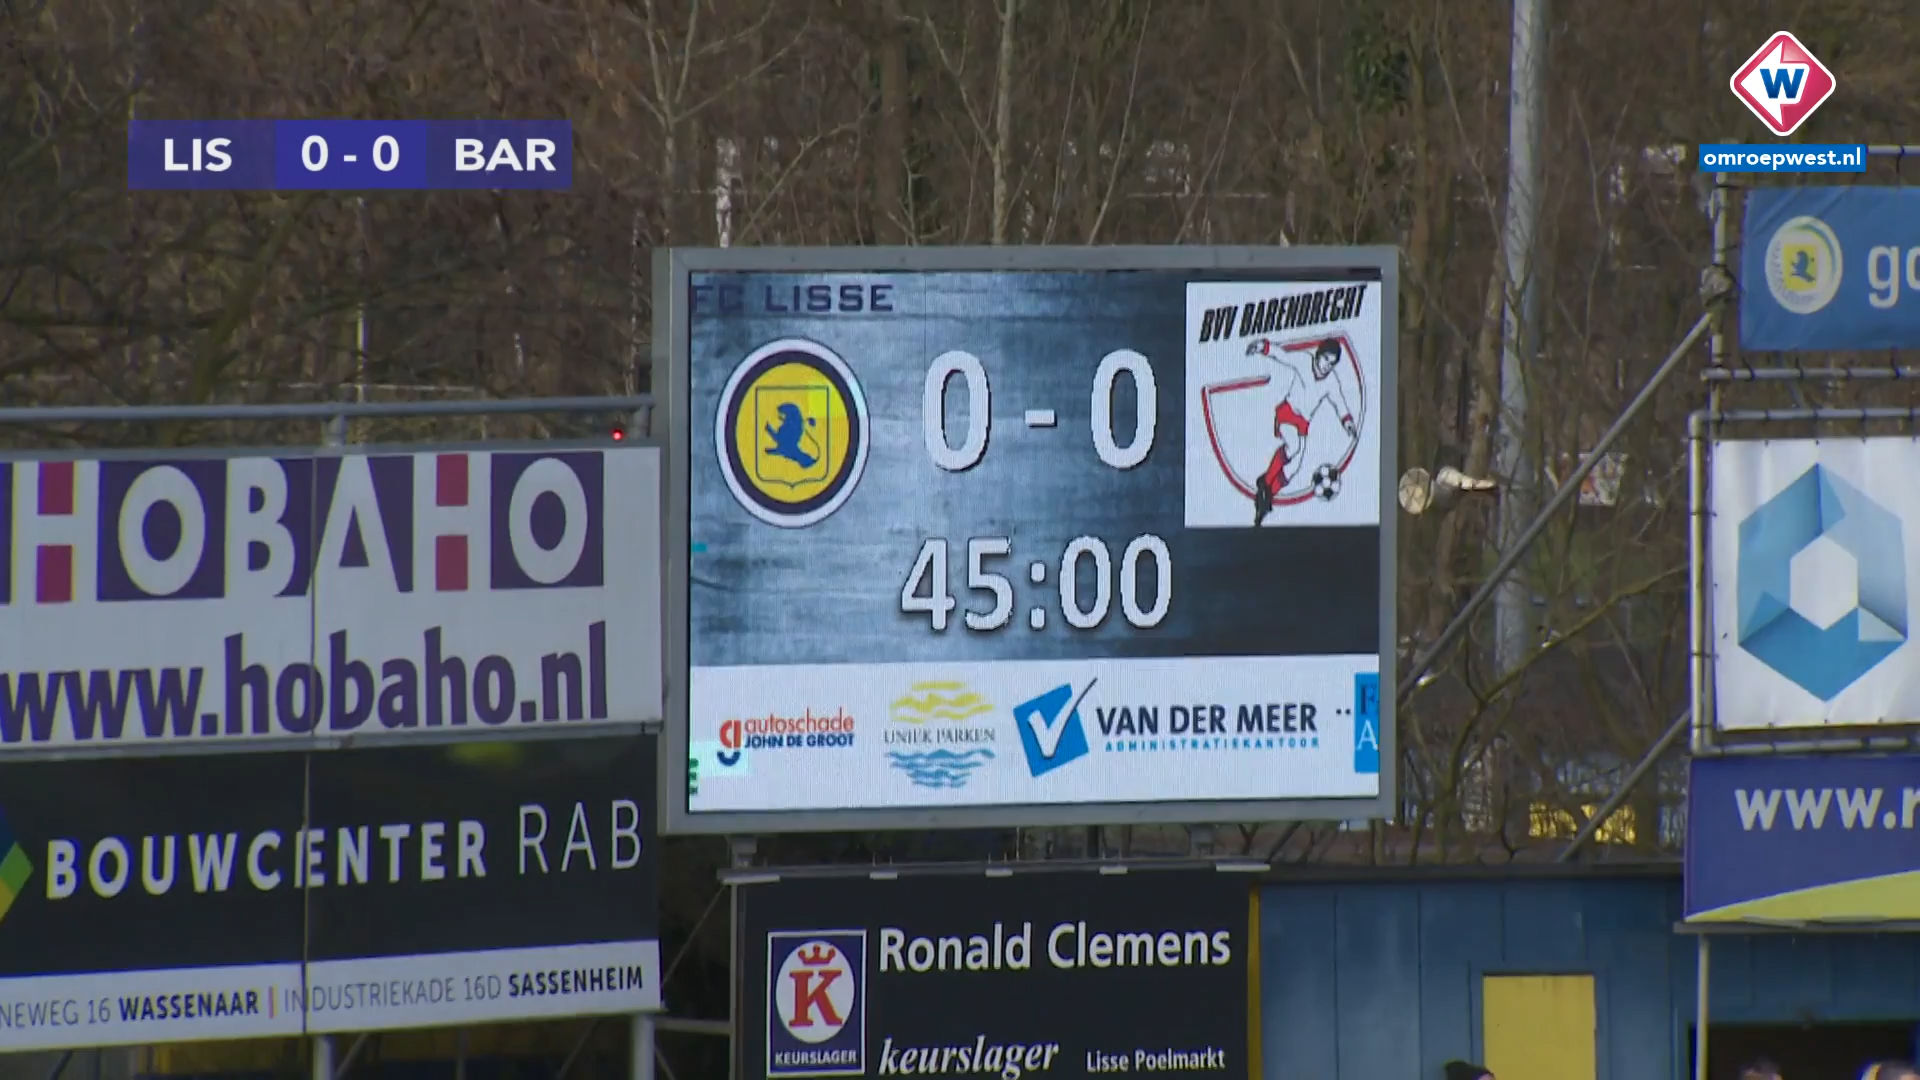 LIS 0 - 0 BAR
W
omroepwest.nl
FC LISSE
BVV BARENDRECHT
0 - 0
45:00
autoschade
JOHN DE GROOT
UNIEK PARKEN
VAN DER MEER
ADMINISTRATIEKANTOOR
HOBAHO
www.hobaho.nl
BOUWCENTER RAB
NEWEG 16 WASSENAAR | INDUSTRIEKADE 16D SASSENHEIM
K
KEURSLAGER
Ronald Clemens
keurslager Lisse Poelmarkt
go
www.r